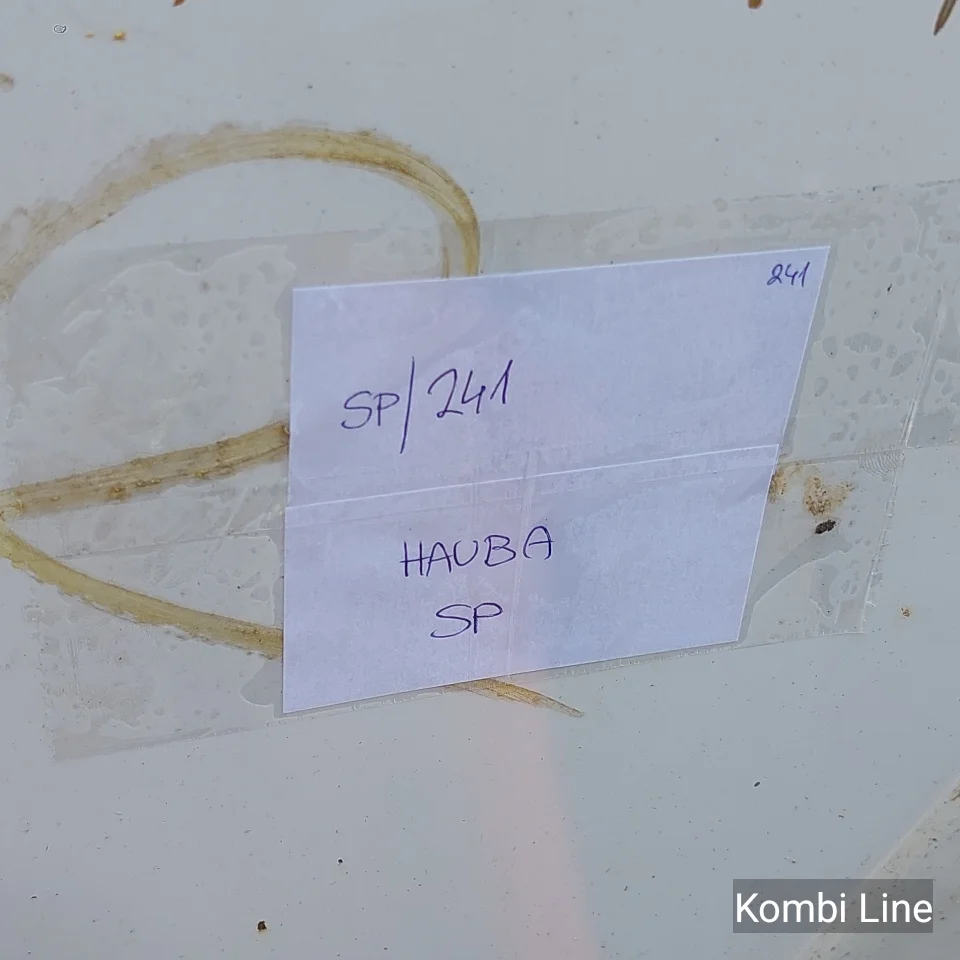 241
SP/241
HAUBA
SP
Kombi Line